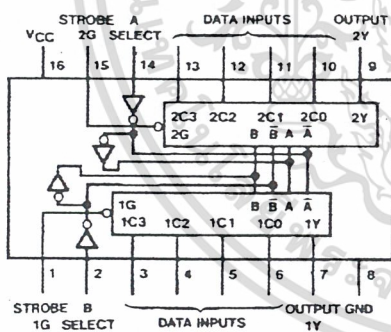 STROBE A DATA INPUTS OUTPUT
VCC 2G SELECT 2Y
16 15 14 13 12 11 10 9
2C3 2C2 2C1 2C0 2Y
2G B B̅ A A̅
B B̅ A A̅
1G
1C3 1C2 1C1 1C0 1Y
1 2 3 4 5 6 7 8
STROBE B OUTPUT GND
1G SELECT DATA INPUTS 1Y